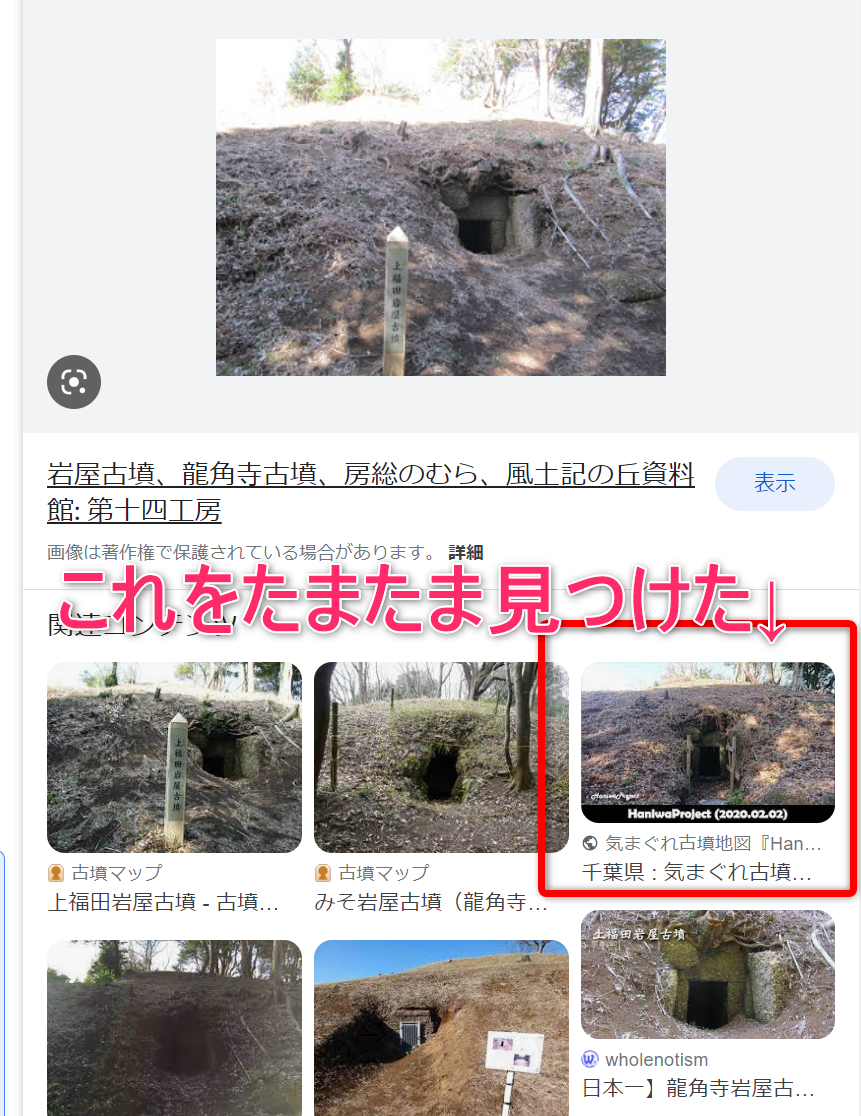 上福田岩屋古墳
岩屋古墳、龍角寺古墳、房総のむら、風土記の丘資料
館: 第十四工房
表示
画像は著作権で保護されている場合があります。 詳細
これをたまたま見つけた↓
関連コンテンツ
上福田岩屋古墳
HaniwaProject
HaniwaProject (2020.02.02)
古墳マップ
上福田岩屋古墳 - 古墳…
古墳マップ
みそ岩屋古墳（龍角寺…
気まぐれ古墳地図『Han…
千葉県 : 気まぐれ古墳…
上福田岩屋古墳
wholenotism
日本一】龍角寺岩屋古…